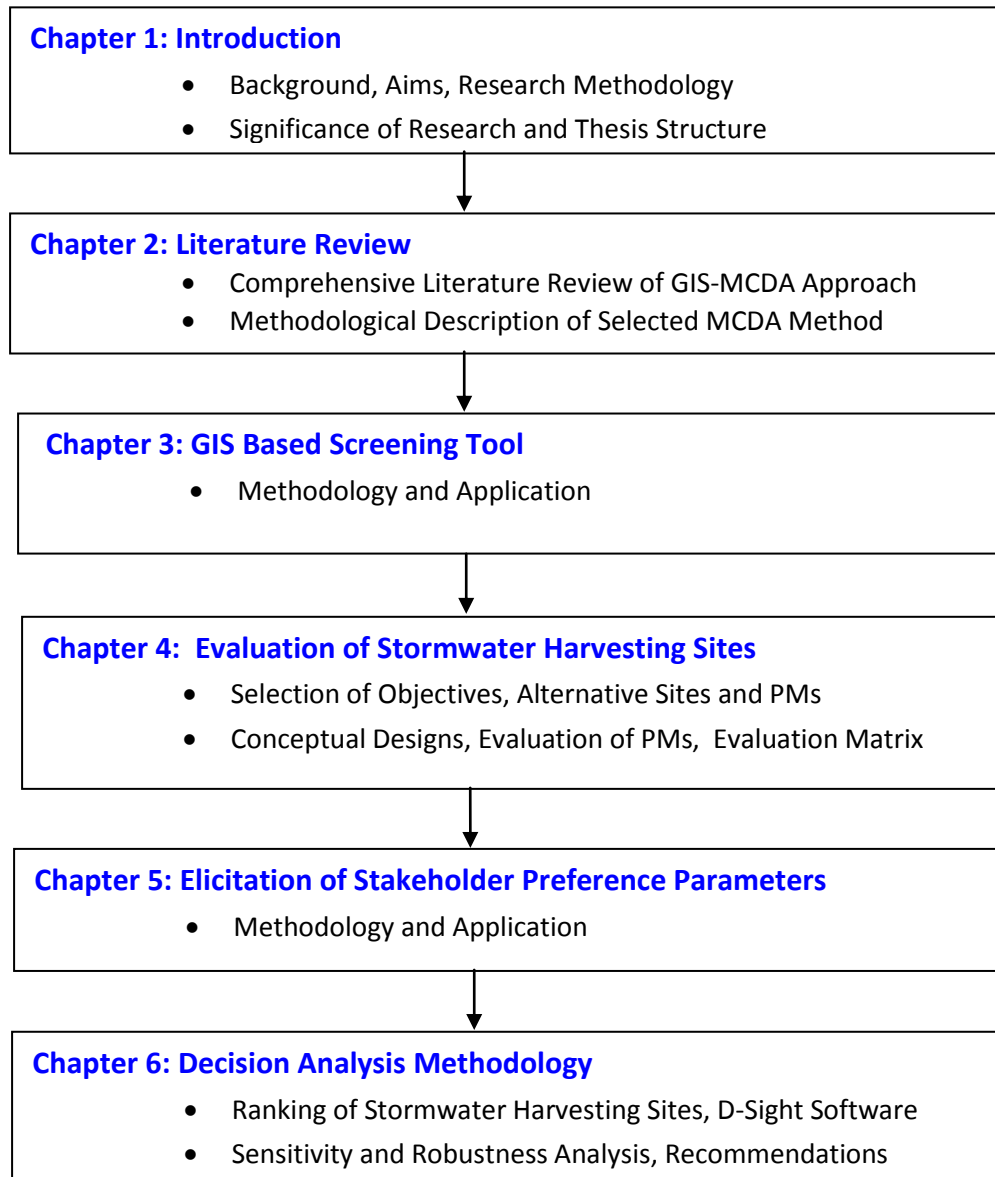 Chapter 1: Introduction
• Background, Aims, Research Methodology
• Significance of Research and Thesis Structure
Chapter 2: Literature Review
• Comprehensive Literature Review of GIS-MCDA Approach
• Methodological Description of Selected MCDA Method
Chapter 3: GIS Based Screening Tool
• Methodology and Application
Chapter 4: Evaluation of Stormwater Harvesting Sites
• Selection of Objectives, Alternative Sites and PMs
• Conceptual Designs, Evaluation of PMs, Evaluation Matrix
Chapter 5: Elicitation of Stakeholder Preference Parameters
• Methodology and Application
Chapter 6: Decision Analysis Methodology
• Ranking of Stormwater Harvesting Sites, D-Sight Software
• Sensitivity and Robustness Analysis, Recommendations